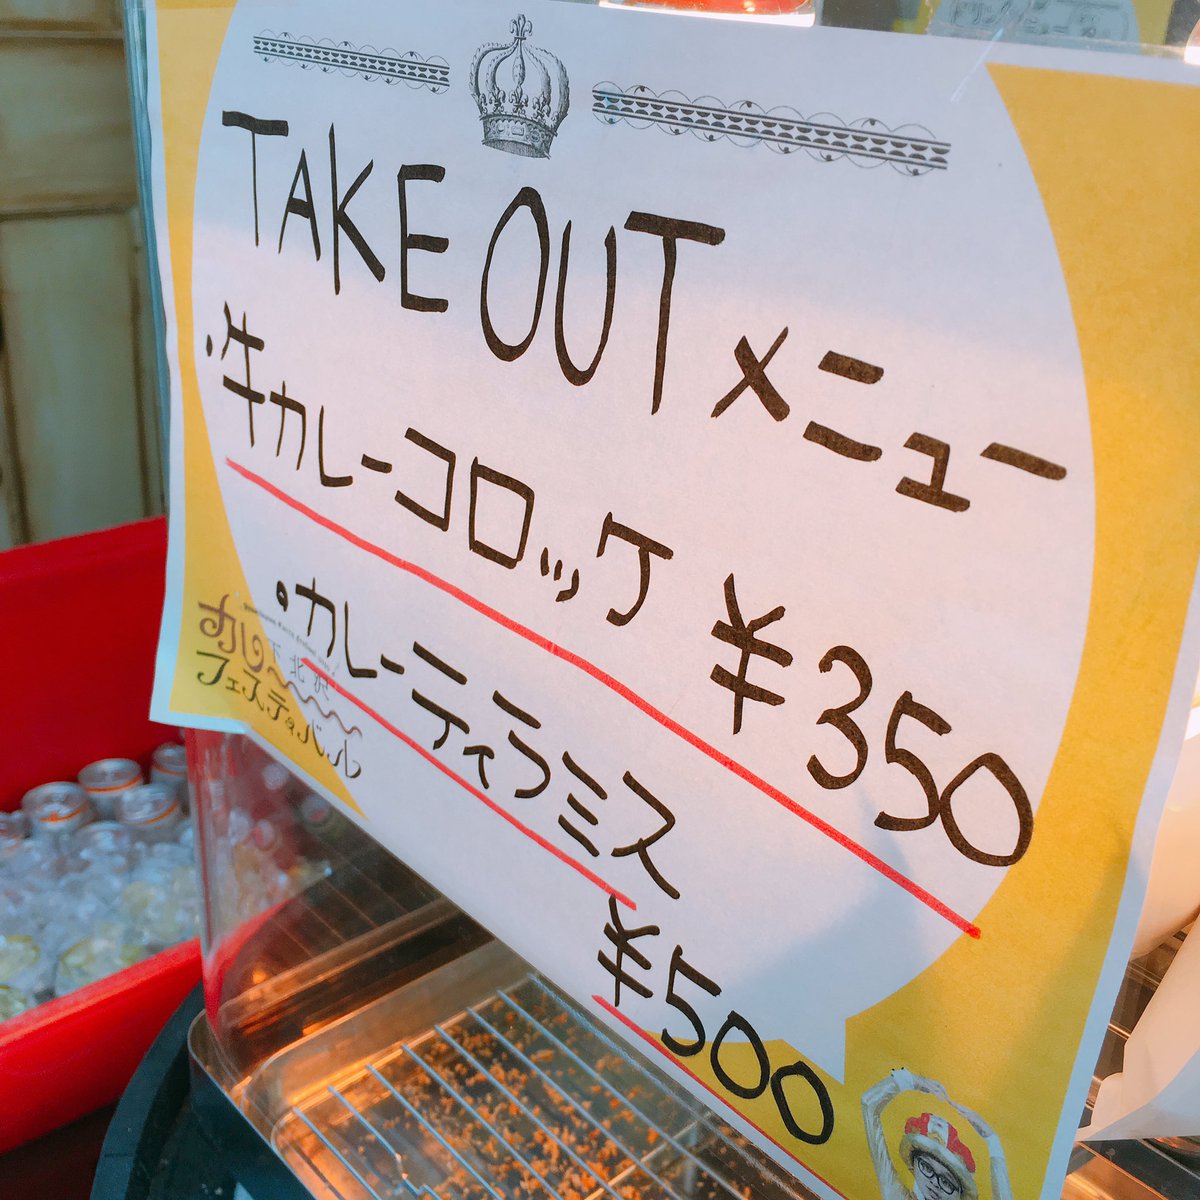 TAKE OUT メニュー
・牛カレーコロッケ ¥350
・カレーティラミス
¥500
下北沢
カレー
フェスティバル